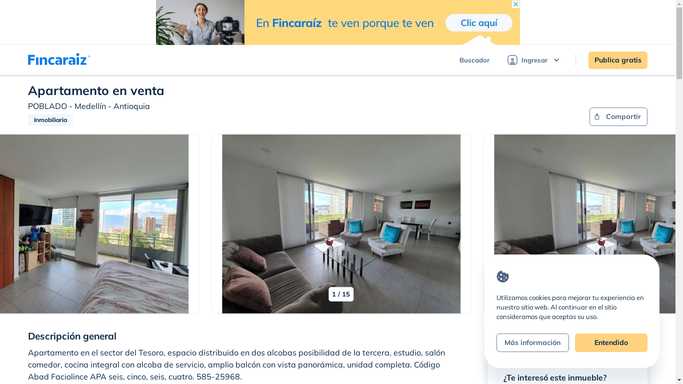 En Fincaraíz te ven porque te ven
Clic aquí
Fincaraiz
Buscador
Ingresar
Publica gratis
Apartamento en venta
POBLADO - Medellín - Antioquia
Inmobiliaria
Compartir
1 / 15
Utilizamos cookies para mejorar tu experiencia en
nuestro sitio web. Al continuar en el sitio
consideramos que aceptas su uso.
Más información
Entendido
Descripción general
Apartamento en el sector del Tesoro, espacio distribuido en dos alcobas posibilidad de la tercera, estudio, salón
comedor, cocina integral con alcoba de servicio, amplio balcón con vista panorámica, unidad completa. Código
Abad Faciolince APA seis, cinco, seis, cuatro. 585-25968.
¿Te interesó este inmueble?